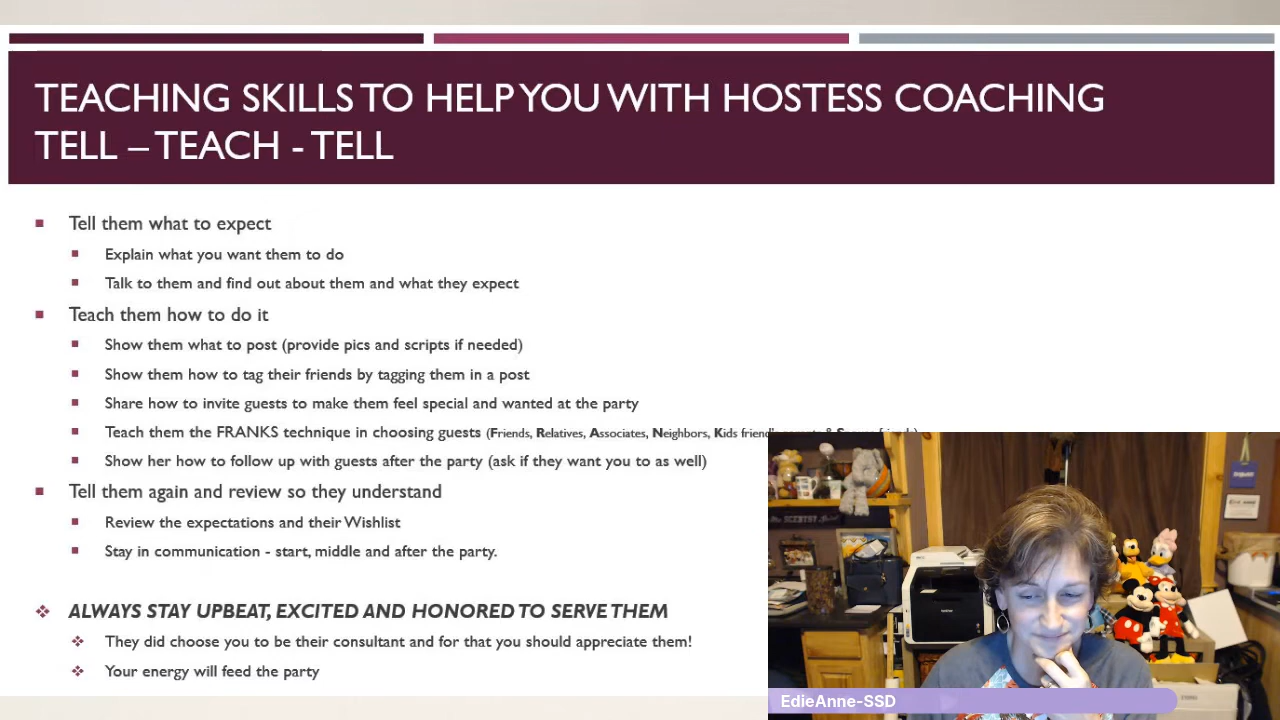 TEACHING SKILLS TO HELP YOU WITH HOSTESS COACHING
TELL – TEACH - TELL
Tell them what to expect
Explain what you want them to do
Talk to them and find out about them and what they expect
Teach them how to do it
Show them what to post (provide pics and scripts if needed)
Show them how to tag their friends by tagging them in a post
Share how to invite guests to make them feel special and wanted at the party
Teach them the FRANKS technique in choosing guests (Friends, Relatives, Associates, Neighbors, Kids friend's
Show her how to follow up with guests after the party (ask if they want you to as well)
Tell them again and review so they understand
Review the expectations and their Wishlist
Stay in communication - start, middle and after the party.
ALWAYS STAY UPBEAT, EXCITED AND HONORED TO SERVE THEM
They did choose you to be their consultant and for that you should appreciate them!
Your energy will feed the party
EdieAnne-SSD